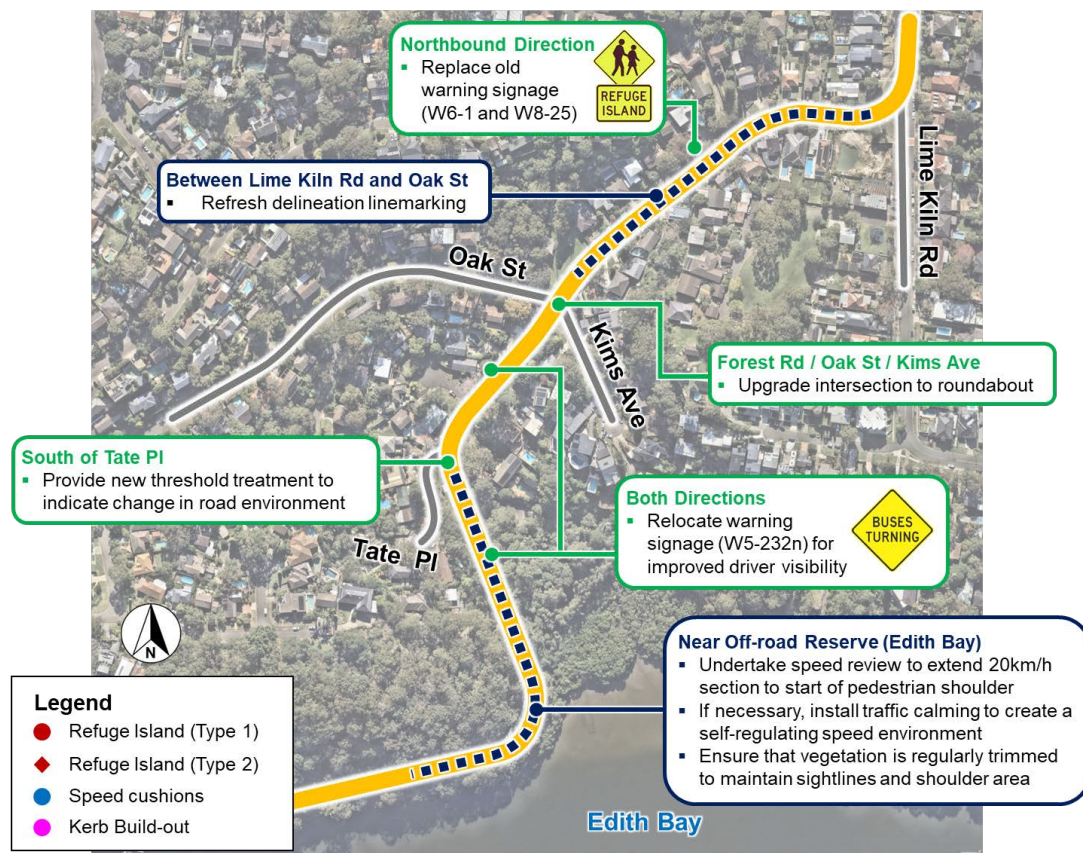 Northbound Direction
▪ Replace old
warning signage
(W6-1 and W8-25)
REFUGE
ISLAND
Between Lime Kiln Rd and Oak St
▪ Refresh delineation linemarking
Lime Kiln Rd
Oak St
Kims Ave
Forest Rd / Oak St / Kims Ave
▪ Upgrade intersection to roundabout
South of Tate Pl
▪ Provide new threshold treatment to
indicate change in road environment
Tate Pl
Both Directions
▪ Relocate warning
signage (W5-232n) for
improved driver visibility
BUSES
TURNING
N
Near Off-road Reserve (Edith Bay)
▪ Undertake speed review to extend 20km/h
section to start of pedestrian shoulder
▪ If necessary, install traffic calming to create a
self-regulating speed environment
▪ Ensure that vegetation is regularly trimmed
to maintain sightlines and shoulder area
Legend
Refuge Island (Type 1)
Refuge Island (Type 2)
Speed cushions
Kerb Build-out
Edith Bay